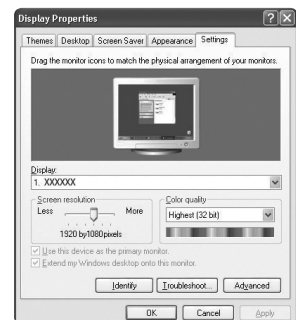 Display Properties
Themes Desktop Screen Saver Appearance Settings
Drag the monitor icons to match the physical arrangement of your monitors.
Display:
1. XXXXXX
Screen resolution
Less More
1920 by1080pixels
Color quality
Highest (32 bit)
Use this device as the primary monitor.
Extend my Windows desktop onto this monitor.
Identify Troubleshoot... Advanced
OK Cancel Apply